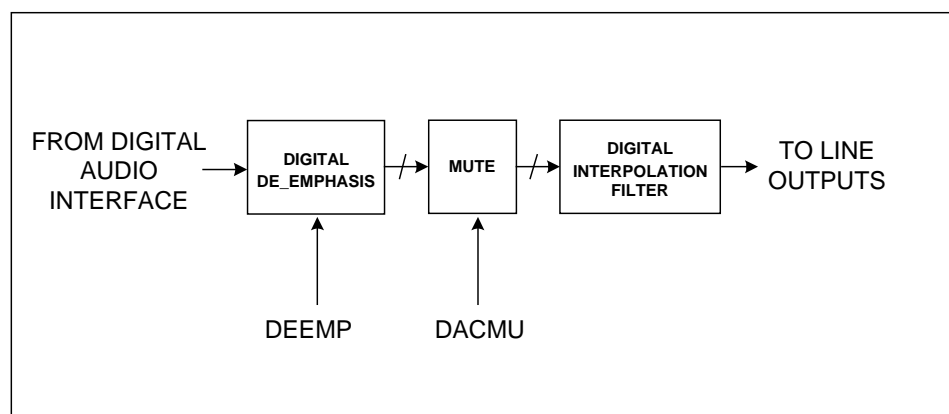 FROM DIGITAL
AUDIO
INTERFACE
DIGITAL
DE_EMPHASIS
MUTE
DIGITAL
INTERPOLATION
FILTER
TO LINE
OUTPUTS
DEEMP
DACMU